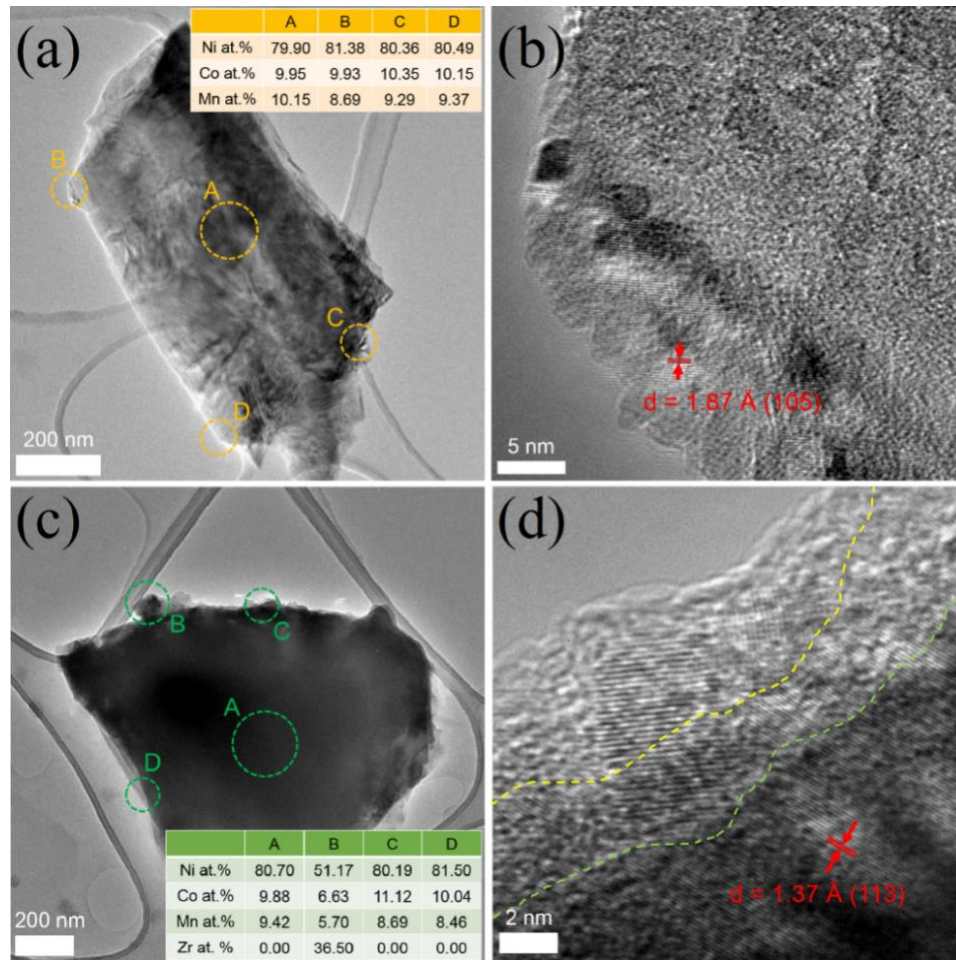 (a)
A B C D
Ni at.% 79.90 81.38 80.36 80.49
Co at.% 9.95 9.93 10.35 10.15
Mn at.% 10.15 8.69 9.29 9.37
B
A
C
D
200 nm
(b)
d = 1.87 Å (105)
5 nm
(c)
B
C
A
D
A B C D
Ni at.% 80.70 51.17 80.19 81.50
Co at.% 9.88 6.63 11.12 10.04
Mn at.% 9.42 5.70 8.69 8.46
Zr at. % 0.00 36.50 0.00 0.00
200 nm
(d)
d = 1.37 Å (113)
2 nm